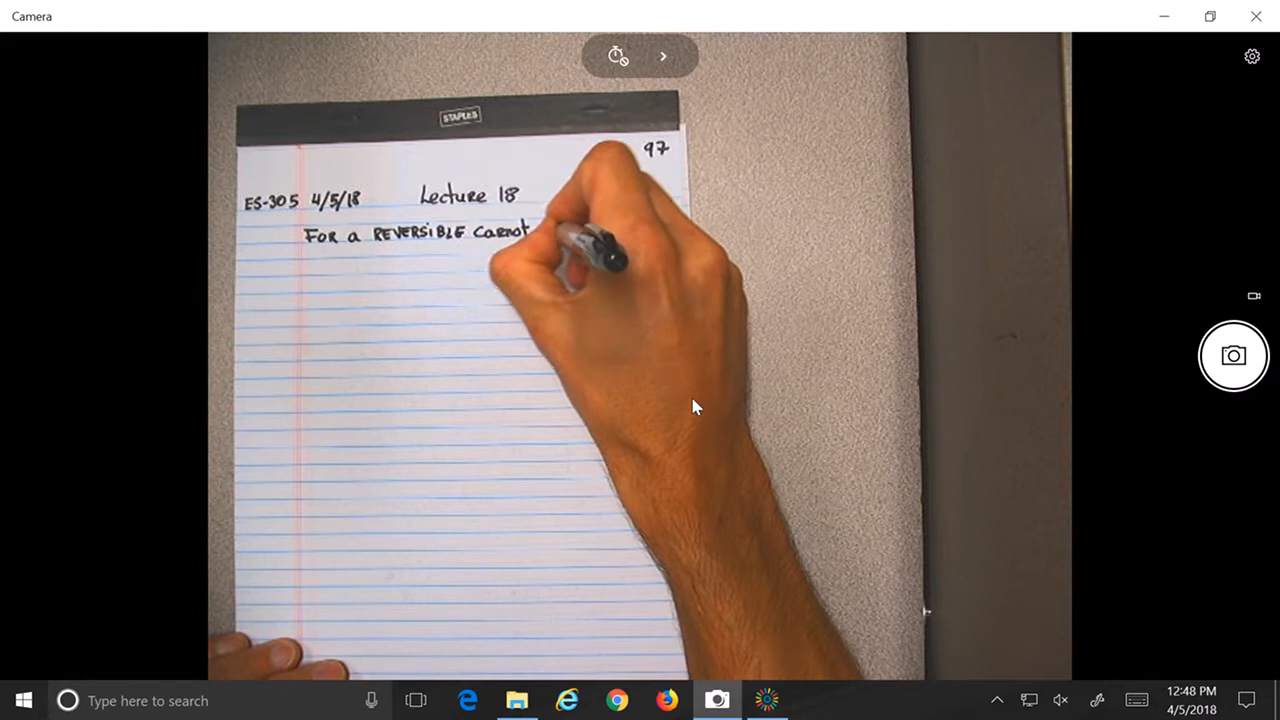 Camera
STAPLES
97
ES-305 4/5/18 Lecture 18
FOR a REVERSIBLE Carnot
Type here to search
12:48 PM
4/5/2018